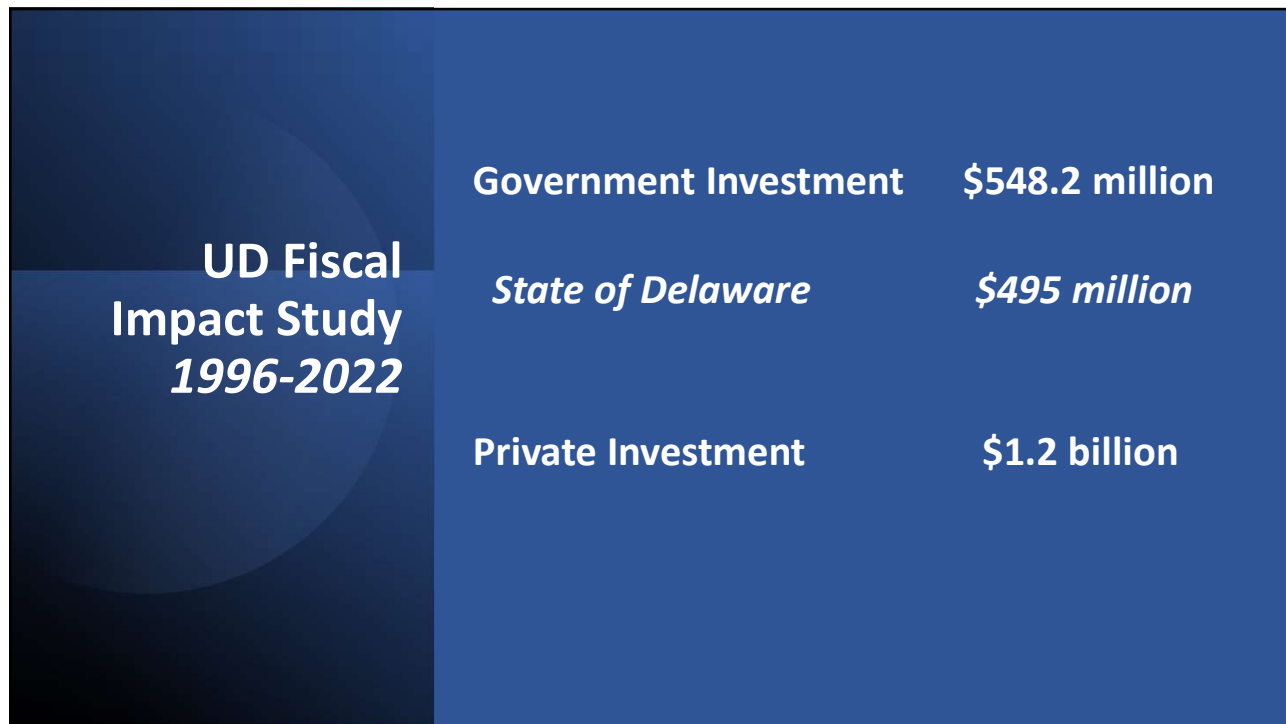 UD Fiscal
Impact Study
1996-2022
Government Investment $548.2 million
State of Delaware $495 million
Private Investment $1.2 billion